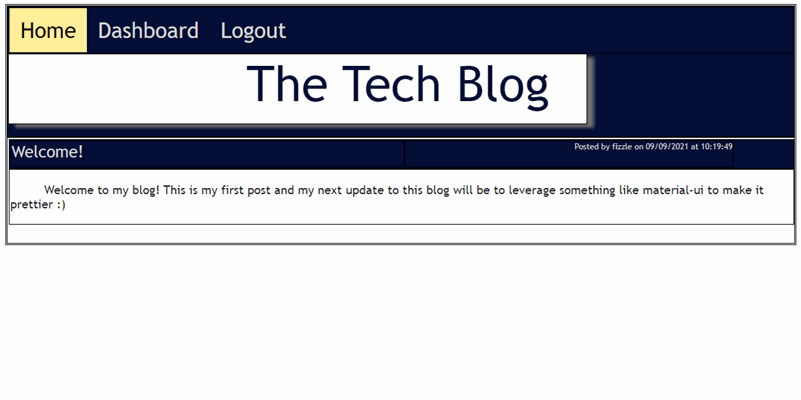 Home Dashboard Logout
The Tech Blog
Welcome! Posted by fizzle on 09/09/2021 at 10:19:49
Welcome to my blog! This is my first post and my next update to this blog will be to leverage something like material-ui to make it
prettier :)